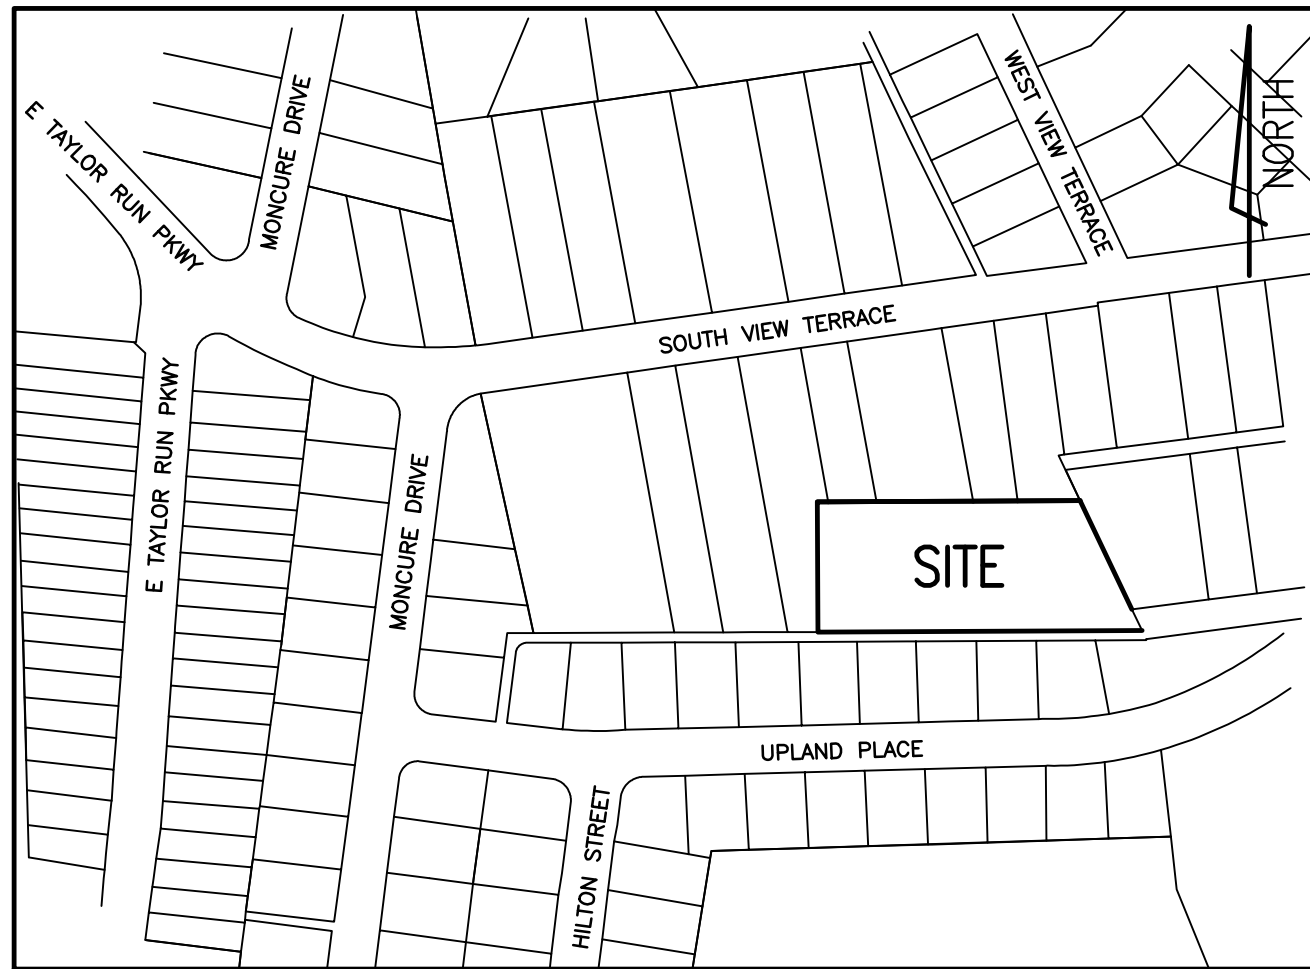 E TAYLOR RUN PKWY
MONCURE DRIVE
WEST VIEW TERRACE
NORTH
SOUTH VIEW TERRACE
E TAYLOR RUN PKWY
MONCURE DRIVE
SITE
UPLAND PLACE
HILTON STREET